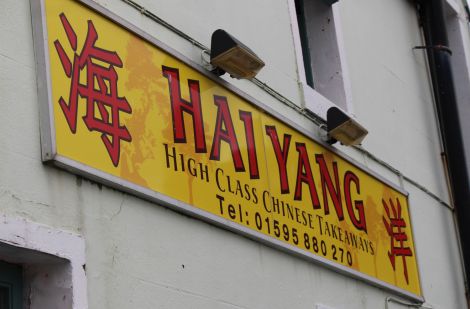 海 HAI YANG 洋
HIGH CLASS CHINESE TAKEAWAYS
Tel: 01595 880 270